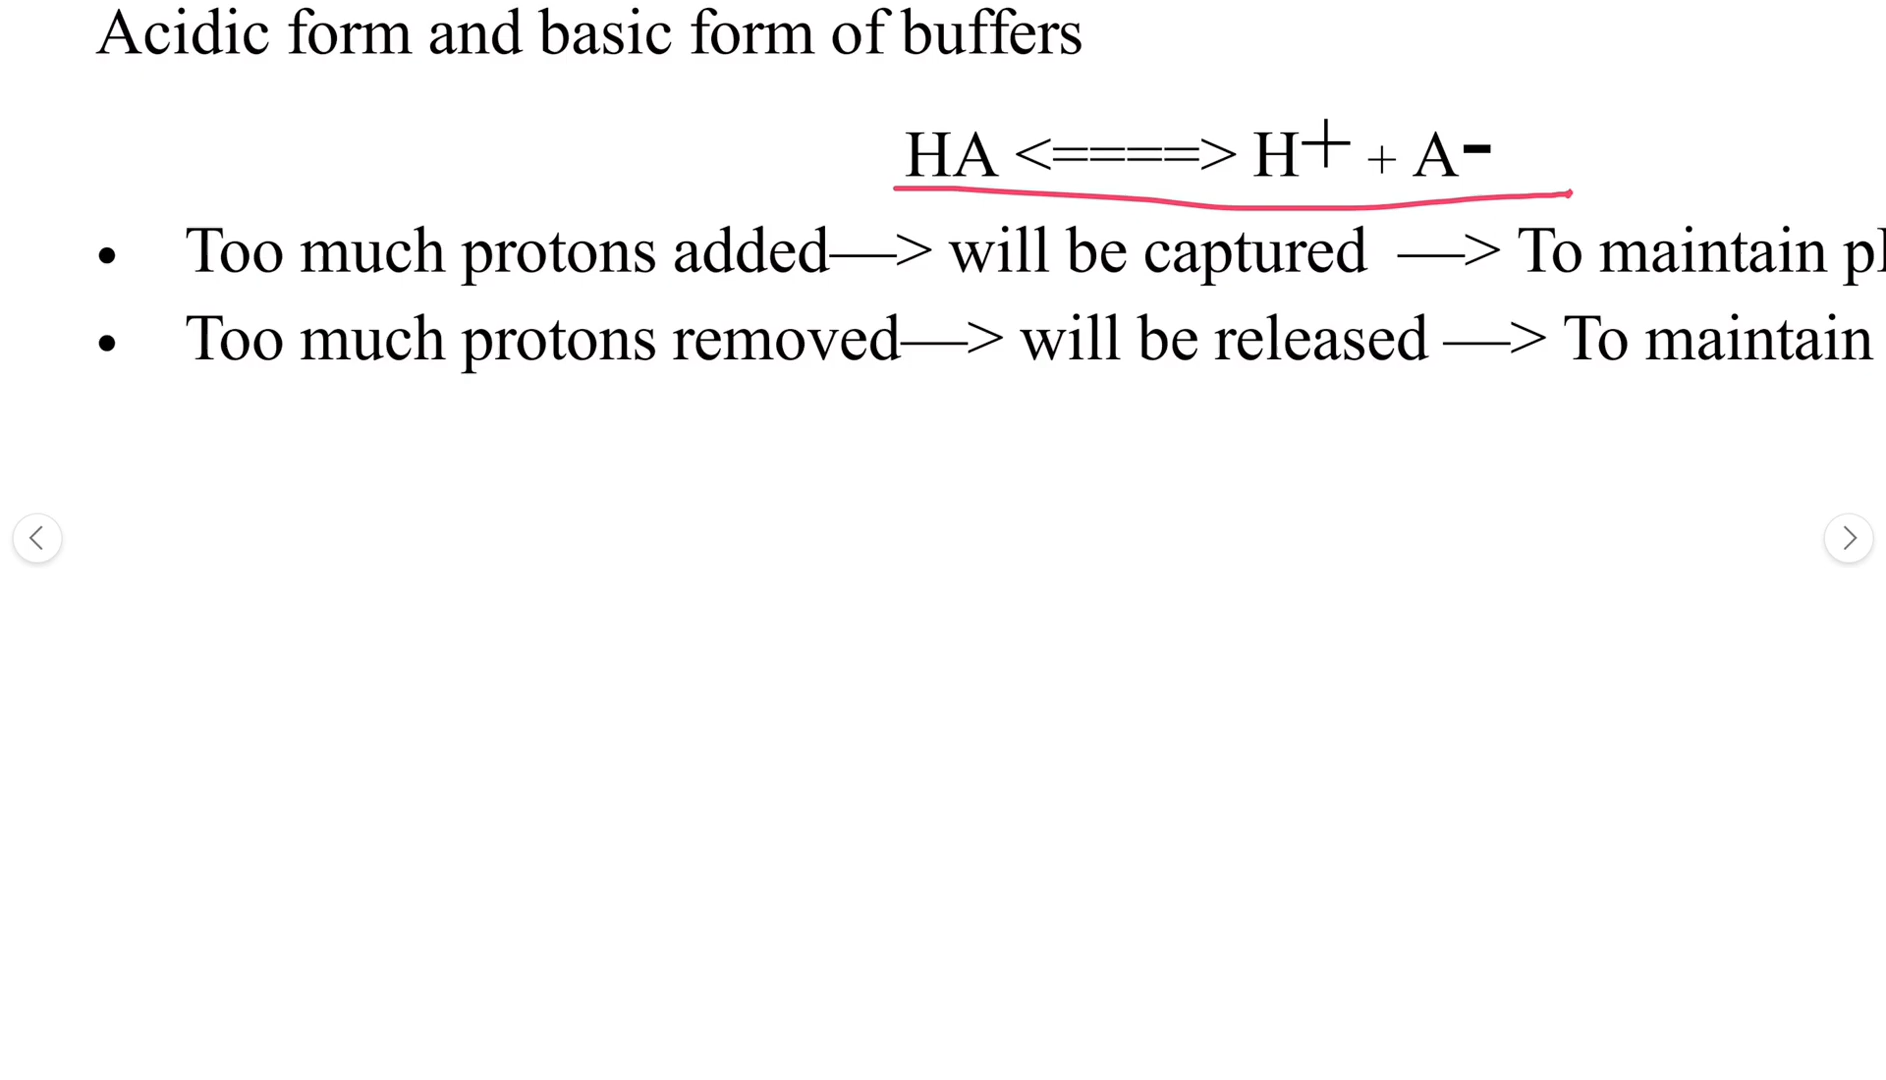 Acidic form and basic form of buffers
HA <====> H+ + A-
• Too much protons added—> will be captured —> To maintain
• Too much protons removed—> will be released —> To maintain